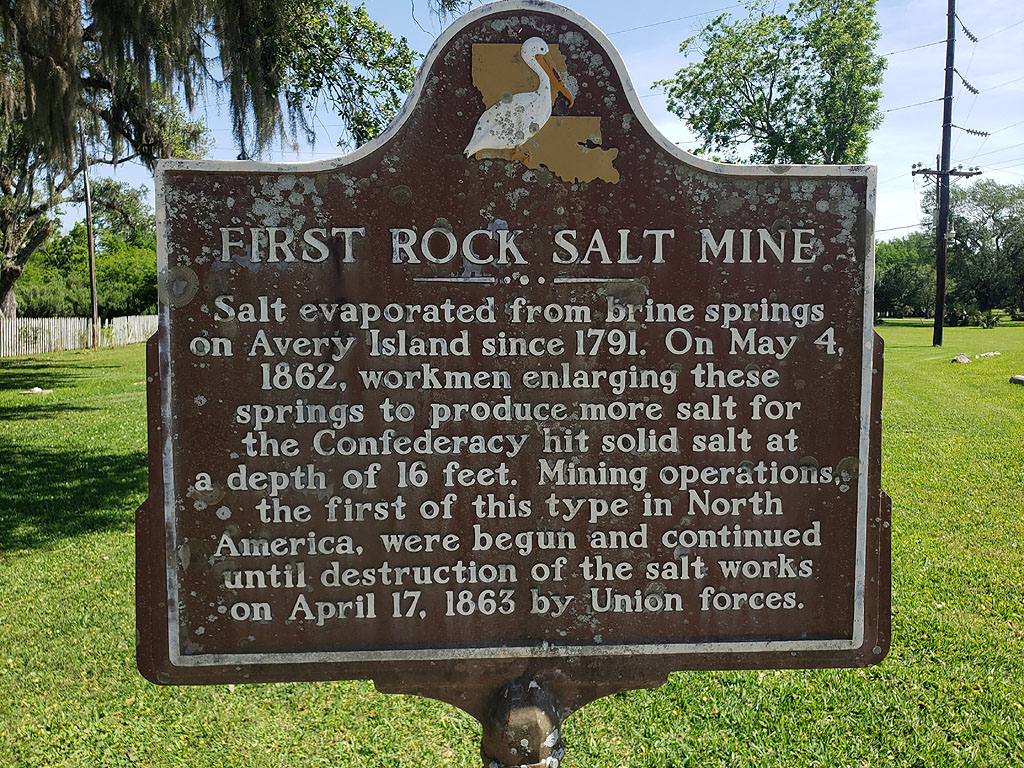 FIRST ROCK SALT MINE
Salt evaporated from brine springs
on Avery Island since 1791. On May 4,
1862, workmen enlarging these
springs to produce more salt for
the Confederacy hit solid salt at
a depth of 16 feet. Mining operations,
the first of this type in North
America, were begun and continued
until destruction of the salt works
on April 17, 1863 by Union forces.